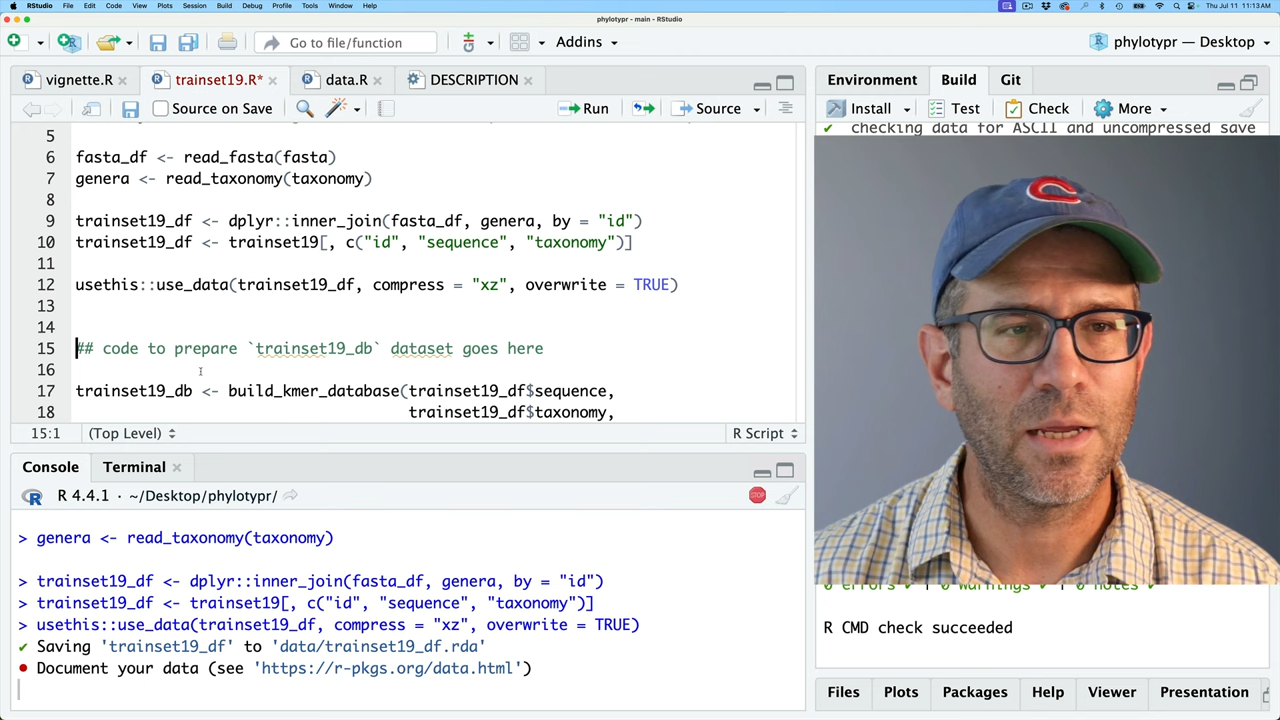 RStudio File Edit Code View Plots Session Build Debug Profile Tools Window Help
Thu Jul 11 11:13 AM
phylotypr - main - RStudio
Go to file/function
Addins
phylotypr — Desktop
vignette.R
trainset19.R*
data.R
DESCRIPTION
Source on Save
Run
Source
5
6 fasta_df <- read_fasta(fasta)
7 genera <- read_taxonomy(taxonomy)
8
9 trainset19_df <- dplyr::inner_join(fasta_df, genera, by = "id")
10 trainset19_df <- trainset19[, c("id", "sequence", "taxonomy")]
11
12 usethis::use_data(trainset19_df, compress = "xz", overwrite = TRUE)
13
14
15 ## code to prepare `trainset19_db` dataset goes here
16
17 trainset19_db <- build_kmer_database(trainset19_df$sequence,
18 trainset19_df$taxonomy,
15:1 (Top Level) R Script
Console Terminal
R 4.4.1 · ~/Desktop/phylotypr/
STOP
> genera <- read_taxonomy(taxonomy)
> trainset19_df <- dplyr::inner_join(fasta_df, genera, by = "id")
> trainset19_df <- trainset19[, c("id", "sequence", "taxonomy")]
> usethis::use_data(trainset19_df, compress = "xz", overwrite = TRUE)
✔ Saving 'trainset19_df' to 'data/trainset19_df.rda'
● Document your data (see 'https://r-pkgs.org/data.html')
Environment Build Git
Install Test Check More
✔ checking data for ASCII and uncompressed save
0 errors ✔ | 0 warnings ✔ | 0 notes ✔
R CMD check succeeded
Files Plots Packages Help Viewer Presentation